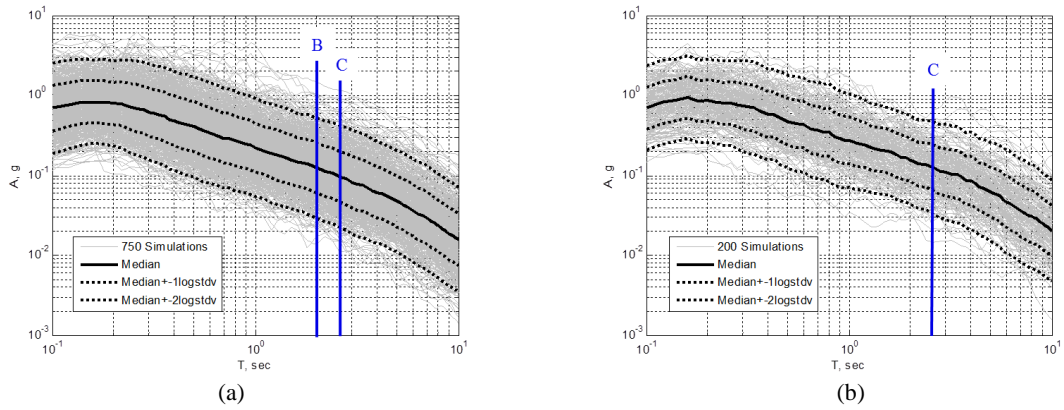 10^1
10^0
10^-1
10^-2
10^-3
A, g
B
C
750 Simulations
Median
Median+-1logstdv
Median+-2logstdv
10^-1
10^0
10^1
T, sec
(a)
10^1
10^0
10^-1
10^-2
10^-3
A, g
C
200 Simulations
Median
Median+-1logstdv
Median+-2logstdv
10^-1
10^0
10^1
T, sec
(b)